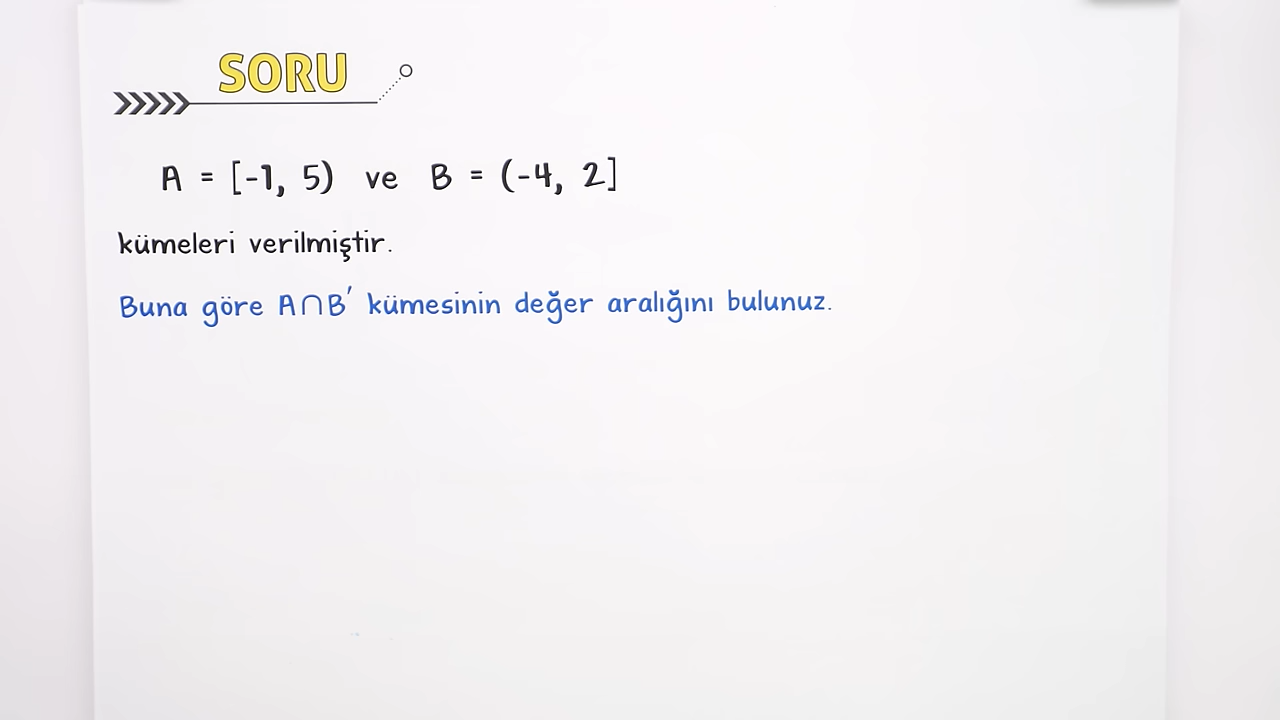 SORU
A = [-1, 5) ve B = (-4, 2]
kümeleri verilmiştir.
Buna göre A∩B' kümesinin değer aralığını bulunuz.